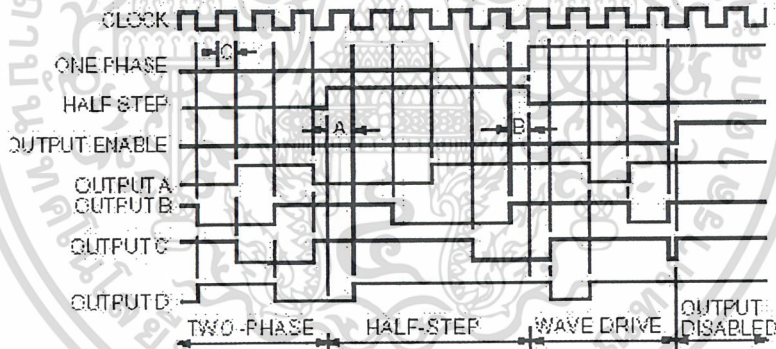 CLOCK
C
ONE PHASE
HALF STEP
A
B
OUTPUT ENABLE
OUTPUT A
OUTPUT B
OUTPUT C
OUTPUT D
TWO-PHASE
HALF-STEP
WAVE DRIVE
OUTPUT
DISABLED